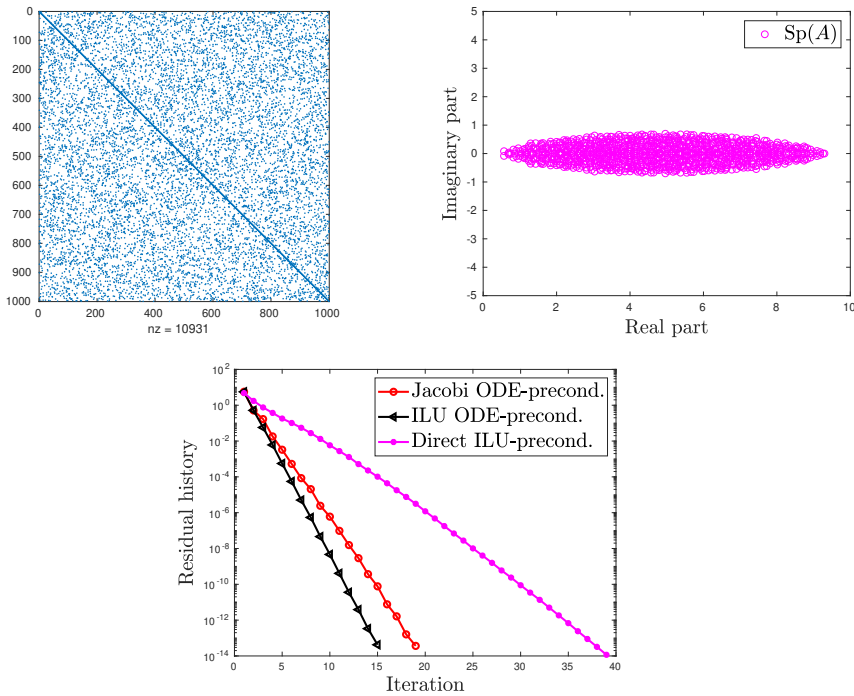 0
100
200
300
400
500
600
700
800
900
1000
0 200 400 600 800 1000
nz = 10931
5
4
3
2
1
0
-1
-2
-3
-4
-5
0 2 4 6 8 10
Imaginary part
Real part
Sp(A)
10^2
10^0
10^-2
10^-4
10^-6
10^-8
10^-10
10^-12
10^-14
0 5 10 15 20 25 30 35 40
Residual history
Iteration
Jacobi ODE-precond.
ILU ODE-precond.
Direct ILU-precond.